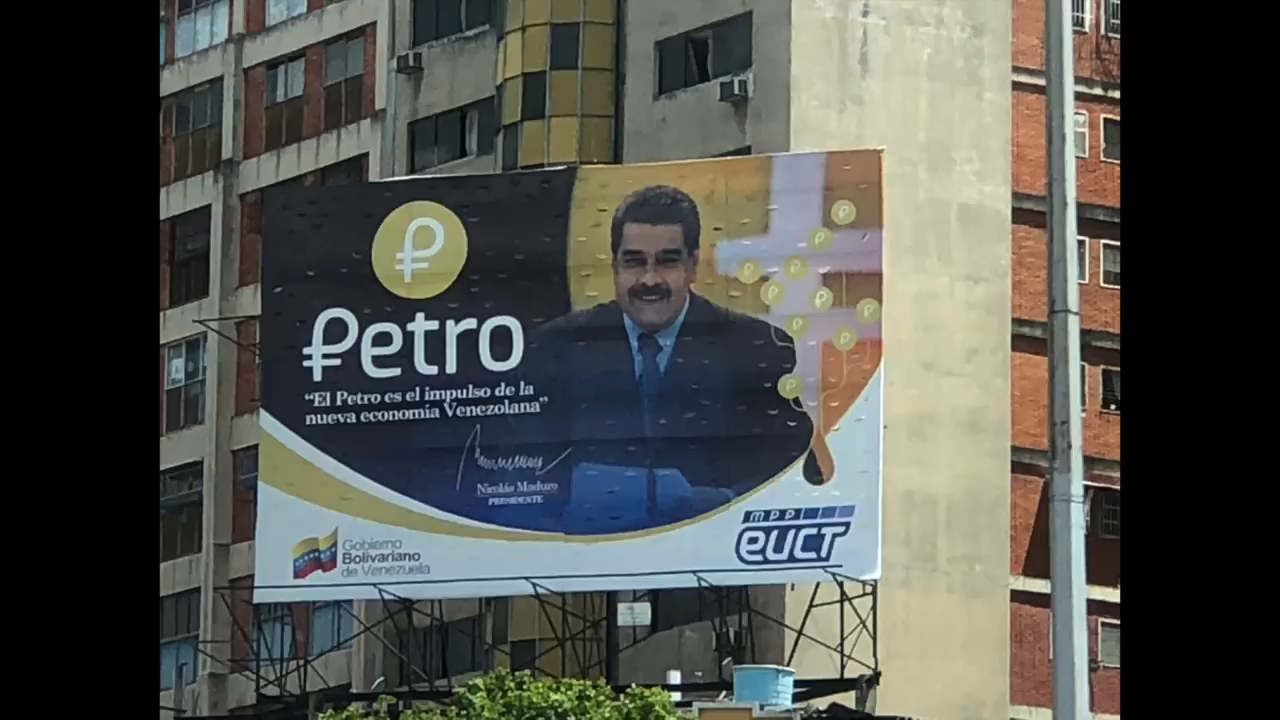 Petro
“El Petro es el impulso de la
nueva economía Venezolana”
Nicolás Maduro
PRESIDENTE
Gobierno
Bolivariano
de Venezuela
MPP
eUCT